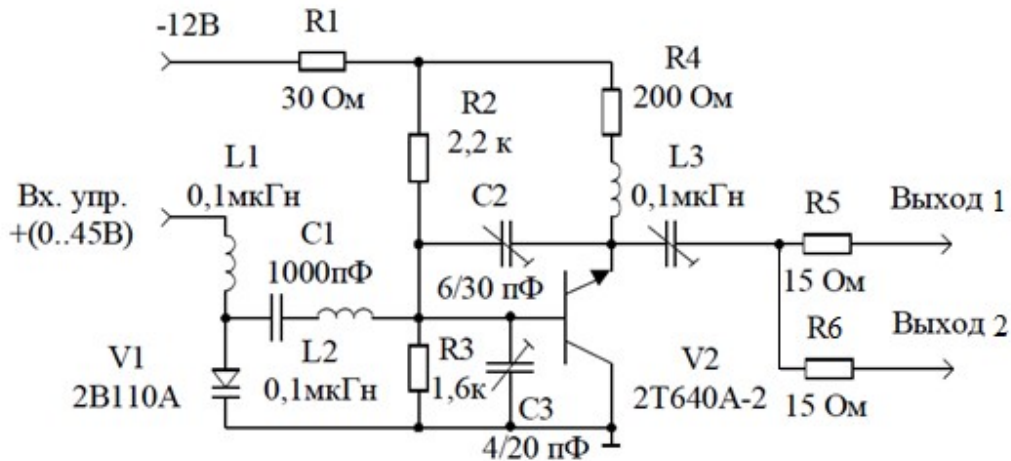 -12В
R1
30 Ом
R2
2,2 к
R4
200 Ом
L1
0,1мкГн
Вх. упр.
+(0..45В)
C1
1000пФ
C2
6/30 пФ
L3
0,1мкГн
R5
15 Ом
Выход 1
V1
2В110А
L2
0,1мкГн
R3
1,6к
C3
4/20 пФ
V2
2Т640А-2
R6
15 Ом
Выход 2